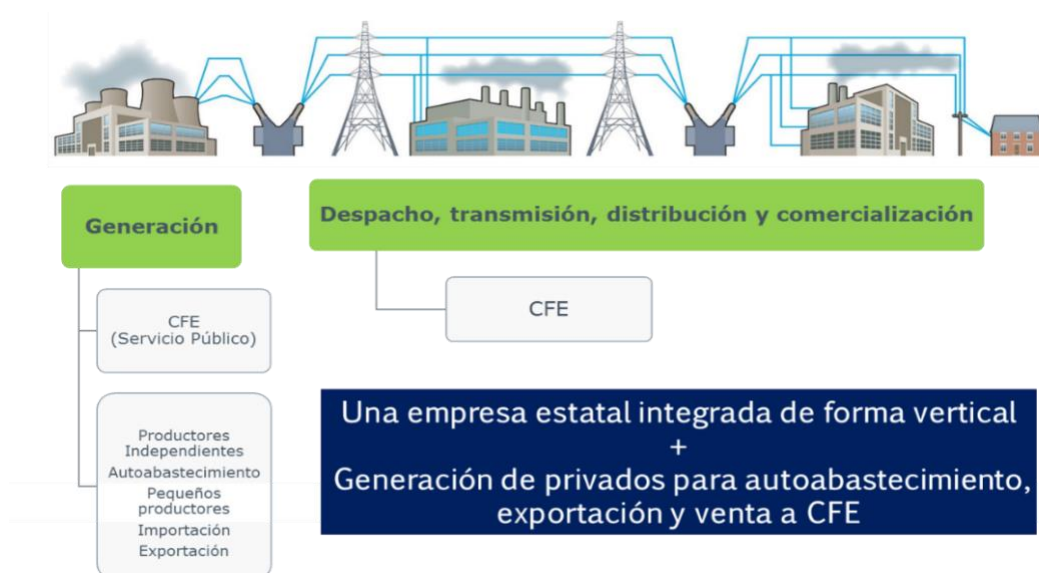 Generación
Despacho, transmisión, distribución y comercialización
CFE
(Servicio Público)
CFE
Productores
Independientes
Autoabastecimiento
Pequeños
productores
Importación
Exportación
Una empresa estatal integrada de forma vertical
+
Generación de privados para autoabastecimiento,
exportación y venta a CFE